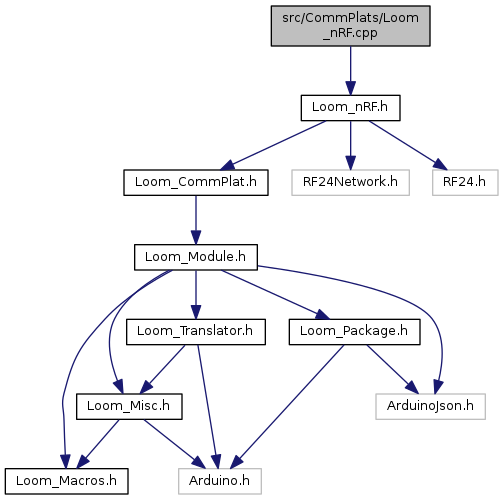 src/CommPlats/Loom
_nRF.cpp
Loom_nRF.h
Loom_CommPlat.h
RF24Network.h
RF24.h
Loom_Module.h
Loom_Translator.h
Loom_Package.h
Loom_Misc.h
ArduinoJson.h
Loom_Macros.h
Arduino.h